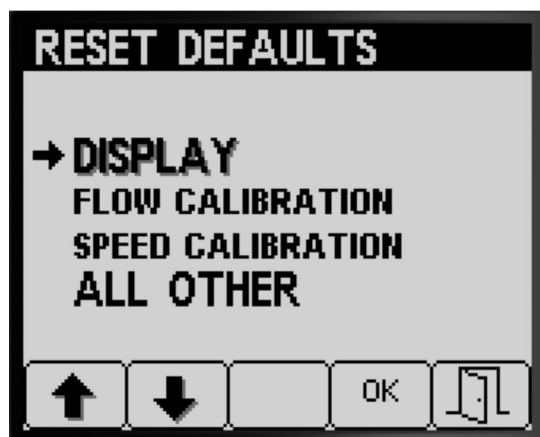 RESET DEFAULTS
DISPLAY
FLOW CALIBRATION
SPEED CALIBRATION
ALL OTHER
OK